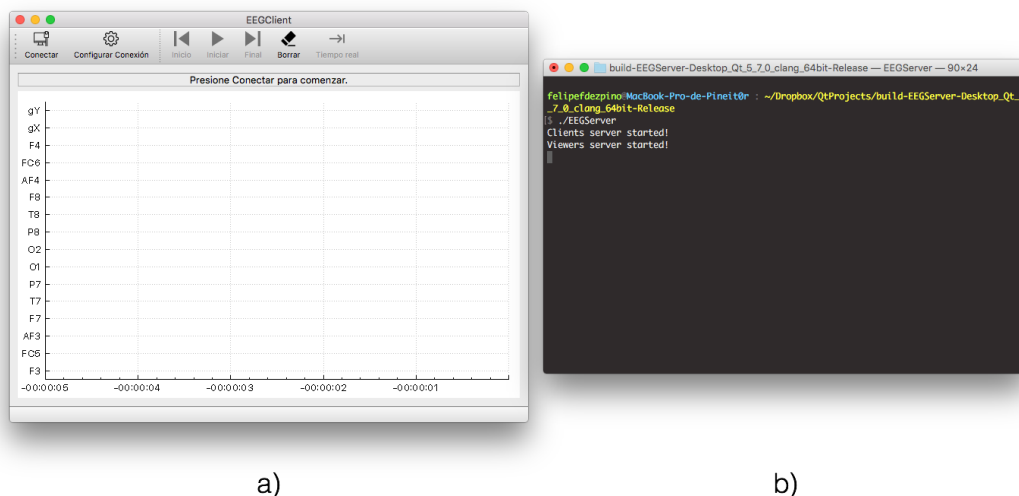 EEGClient
Conectar Configurar Conexión Inicio Iniciar Final Borrar Tiempo real
Presione Conectar para comenzar.
gY
gX
F4
FC6
AF4
F8
T8
P8
O2
O1
P7
T7
F7
AF3
FC5
F3
-00:00:05 -00:00:04 -00:00:03 -00:00:02 -00:00:01
build-EEGServer-Desktop_Qt_5_7_0_clang_64bit-Release — EEGServer — 90×24
felipefdezpino@MacBook-Pro-de-Pineit0r : ~/Dropbox/QtProjects/build-EEGServer-Desktop_Qt_5
_7_0_clang_64bit-Release
[$ ./EEGServer
Clients server started!
Viewers server started!
a) b)